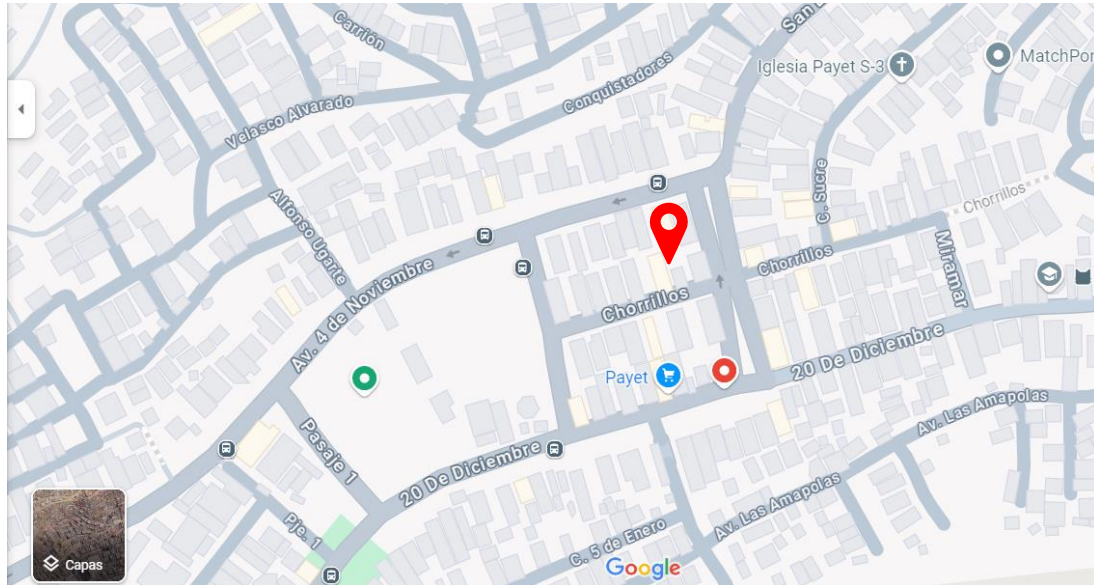 Carrión
San
Iglesia Payet S-3
MatchPor
Conquistadores
Velasco Alvarado
C. Sucre
Chorrillos
Alfonso Ugarte
Miramar
Chorrillos
Av. 4 de Noviembre
Chorrillos
20 De Diciembre
Payet
Av. Las Amapolas
Pasaje 1
20 De Diciembre
Av. Las Amapolas
Pje. 1
C. 5 de Enero
Capas
Google